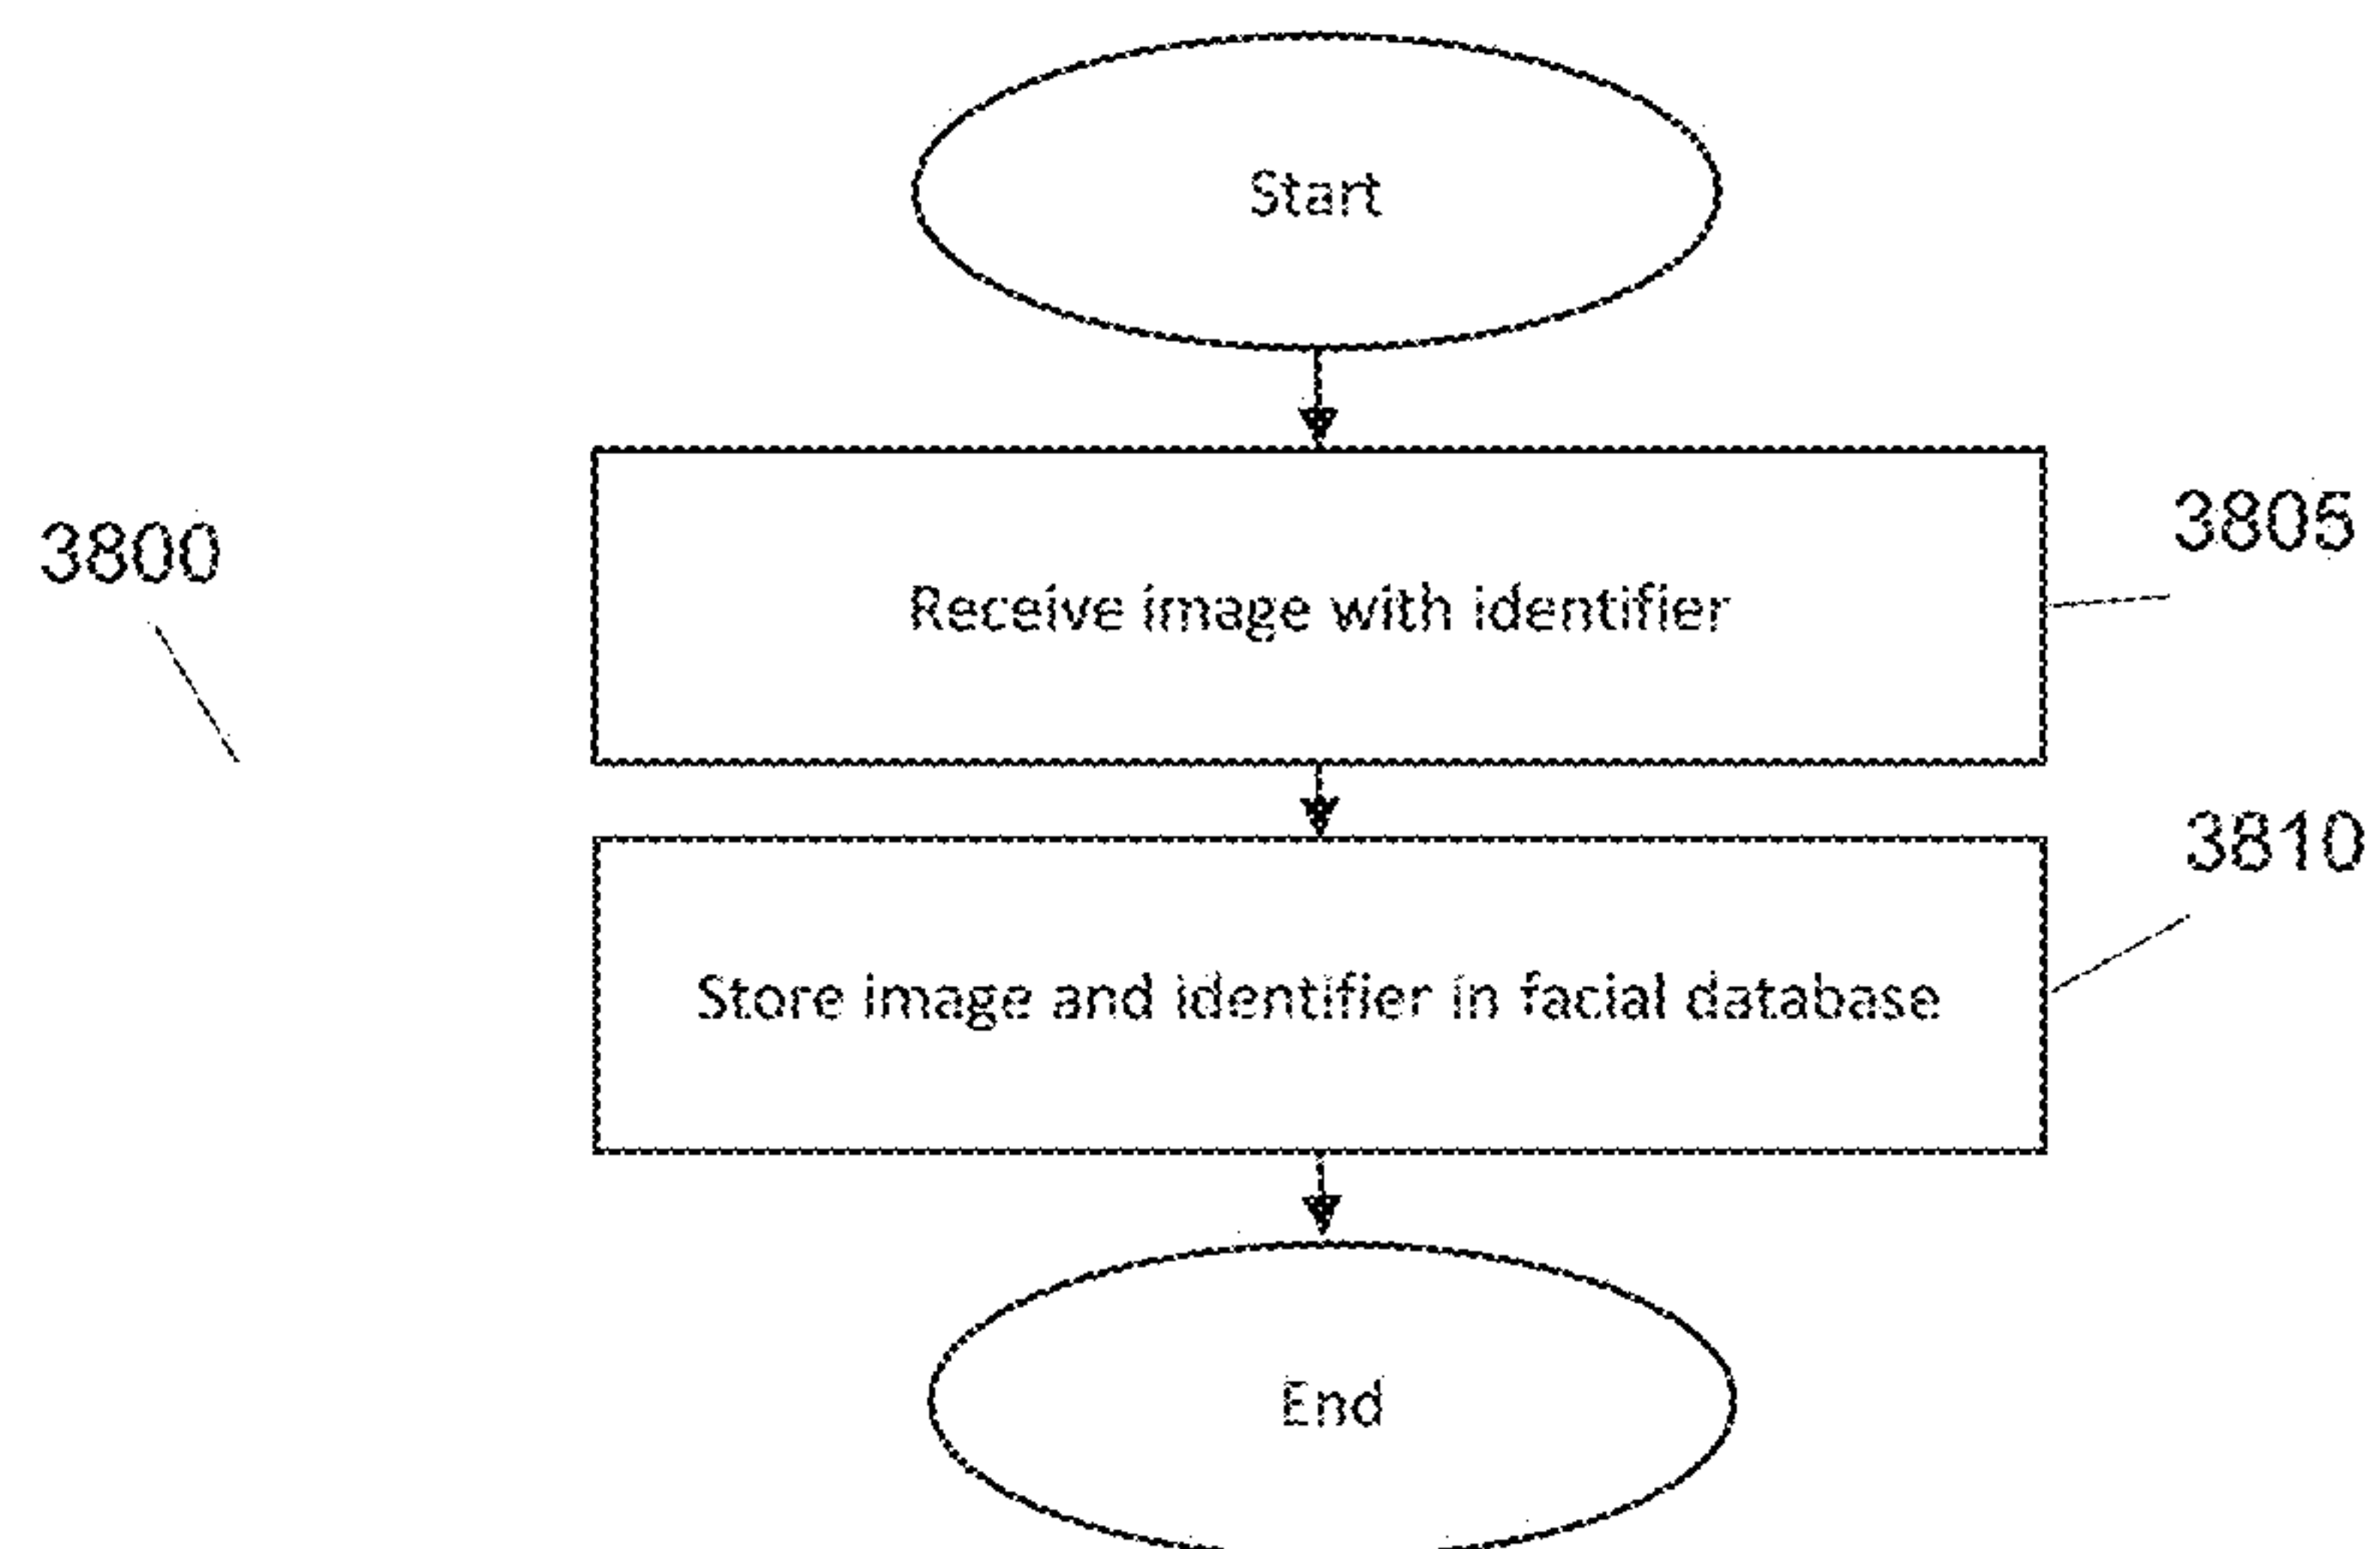 Start
3800
Receive image with identifier
3805
Store image and identifier in facial database
3810
End